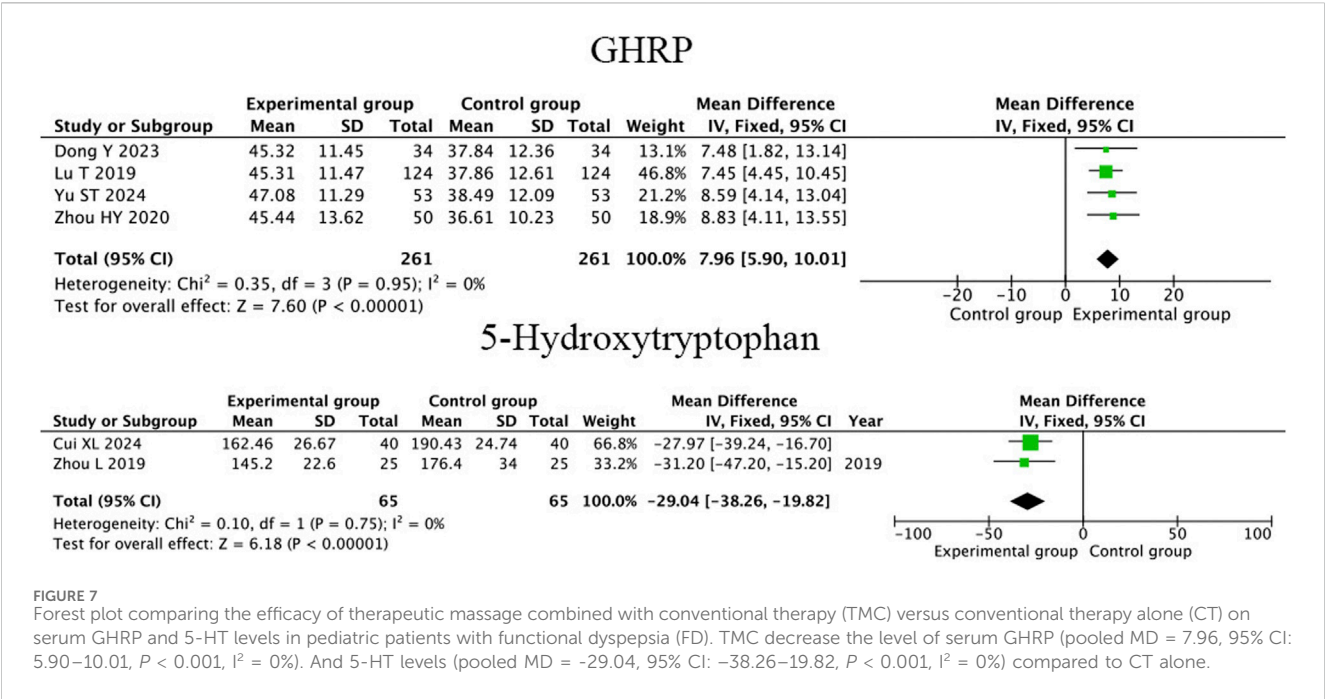 GHRP
Experimental group Control group Mean Difference Mean Difference
Study or Subgroup Mean SD Total Mean SD Total Weight IV, Fixed, 95% CI IV, Fixed, 95% CI
Dong Y 2023 45.32 11.45 34 37.84 12.36 34 13.1% 7.48 [1.82, 13.14]
Lu T 2019 45.31 11.47 124 37.86 12.61 124 46.8% 7.45 [4.45, 10.45]
Yu ST 2024 47.08 11.29 53 38.49 12.09 53 21.2% 8.59 [4.14, 13.04]
Zhou HY 2020 45.44 13.62 50 36.61 10.23 50 18.9% 8.83 [4.11, 13.55]
Total (95% CI) 261 261 100.0% 7.96 [5.90, 10.01]
Heterogeneity: Chi² = 0.35, df = 3 (P = 0.95); I² = 0%
Test for overall effect: Z = 7.60 (P < 0.00001)
−20 −10 0 10 20
Control group Experimental group
5-Hydroxytryptophan
Experimental group Control group Mean Difference Mean Difference
Study or Subgroup Mean SD Total Mean SD Total Weight IV, Fixed, 95% CI Year IV, Fixed, 95% CI
Cui XL 2024 162.46 26.67 40 190.43 24.74 40 66.8% −27.97 [−39.24, −16.70]
Zhou L 2019 145.2 22.6 25 176.4 34 25 33.2% −31.20 [−47.20, −15.20] 2019
Total (95% CI) 65 65 100.0% −29.04 [−38.26, −19.82]
Heterogeneity: Chi² = 0.10, df = 1 (P = 0.75); I² = 0%
Test for overall effect: Z = 6.18 (P < 0.00001)
−100 −50 0 50 100
Experimental group Control group
FIGURE 7
Forest plot comparing the efficacy of therapeutic massage combined with conventional therapy (TMC) versus conventional therapy alone (CT) on
serum GHRP and 5-HT levels in pediatric patients with functional dyspepsia (FD). TMC decrease the level of serum GHRP (pooled MD = 7.96, 95% CI:
5.90–10.01, P < 0.001, I² = 0%). And 5-HT levels (pooled MD = -29.04, 95% CI: –38.26–19.82, P < 0.001, I² = 0%) compared to CT alone.